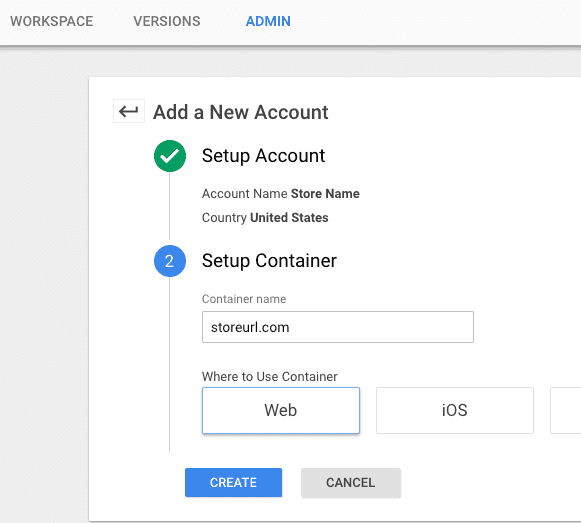 WORKSPACE VERSIONS ADMIN
Add a New Account
Setup Account
Account Name Store Name
Country United States
2 Setup Container
Container name
storeurl.com
Where to Use Container
Web iOS
CREATE CANCEL